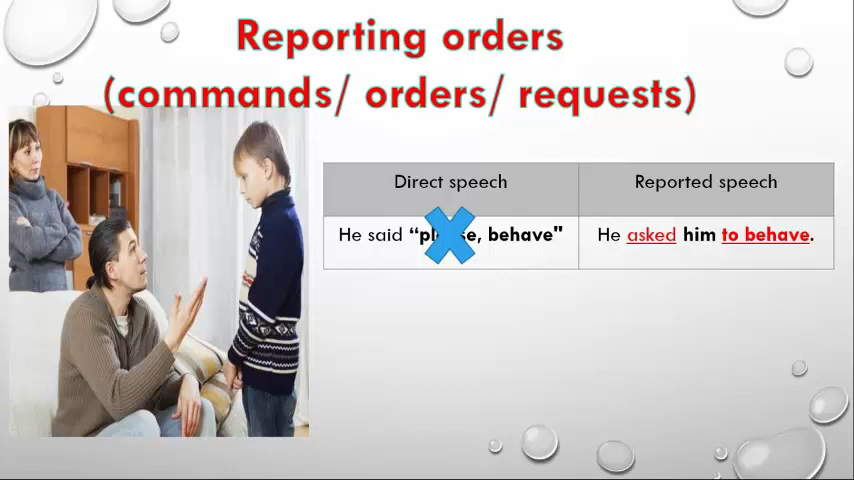 Reporting orders
(commands/ orders/ requests)
Direct speech
Reported speech
He said “ , behave"
He asked him to behave.